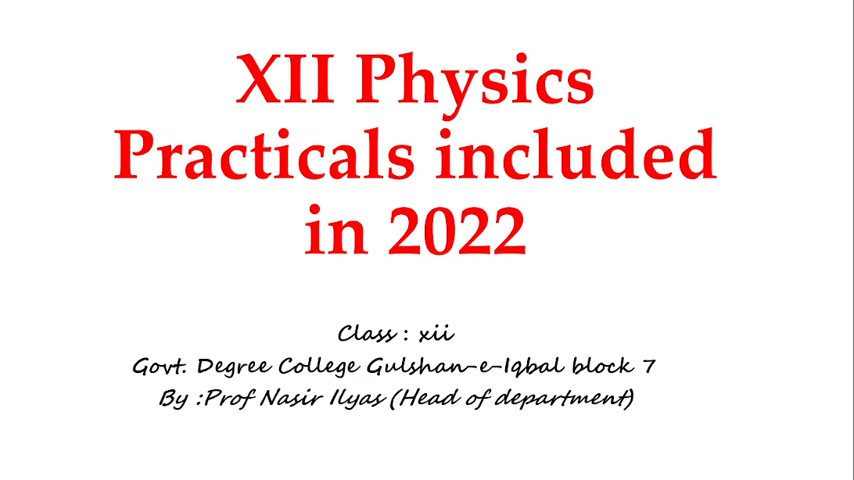 XII Physics
Practicals included
in 2022
Class : xii
Govt. Degree College Gulshan-e-Iqbal block 7
By :Prof Nasir Ilyas (Head of department)